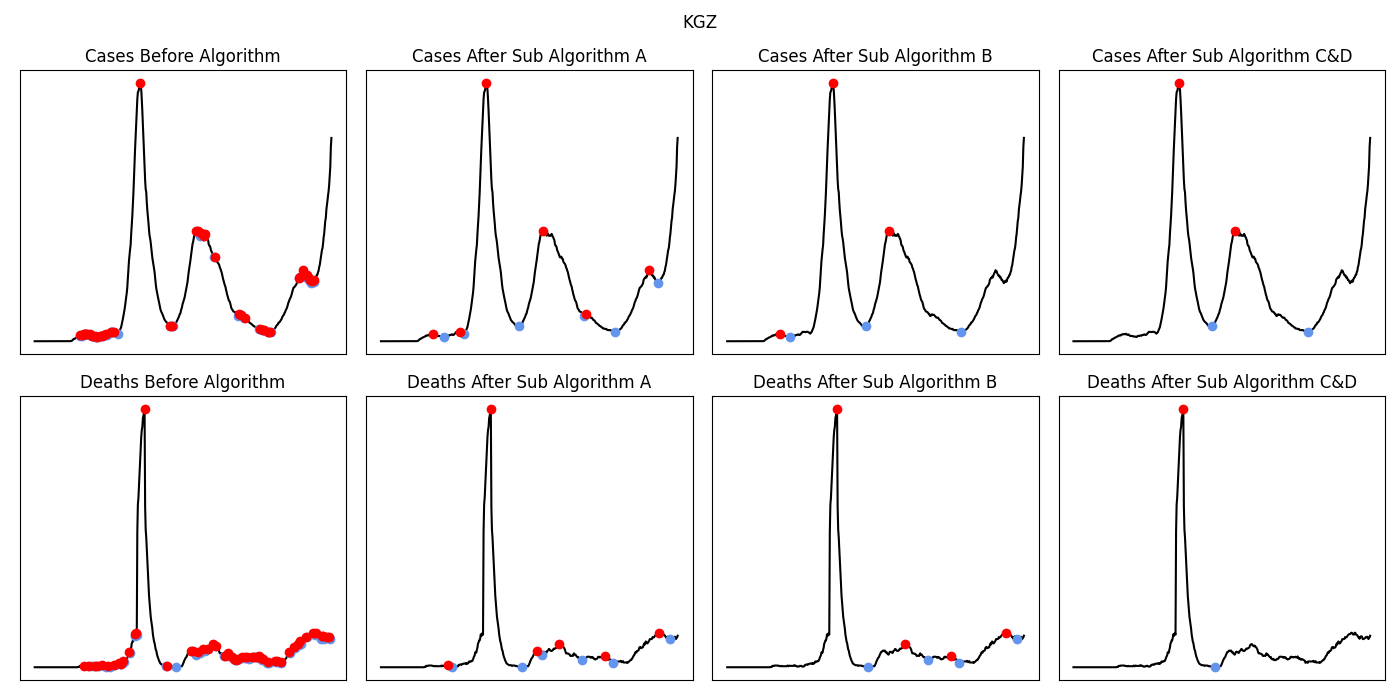 KGZ
Cases Before Algorithm
Cases After Sub Algorithm A
Cases After Sub Algorithm B
Cases After Sub Algorithm C&D
Deaths Before Algorithm
Deaths After Sub Algorithm A
Deaths After Sub Algorithm B
Deaths After Sub Algorithm C&D